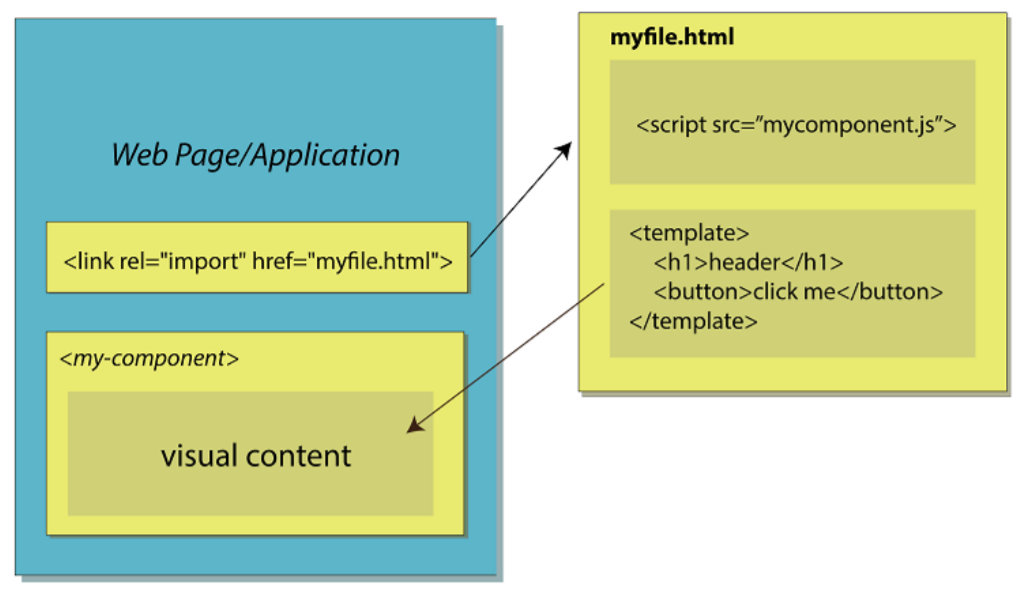 Web Page/Application
<link rel="import" href="myfile.html">
<my-component>
visual content
myfile.html
<script src=”mycomponent.js”>
<template>
<h1>header</h1>
<button>click me</button>
</template>